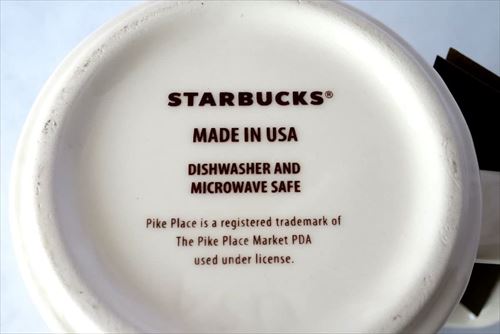 STARBUCKS®
MADE IN USA
DISHWASHER AND
MICROWAVE SAFE
Pike Place is a registered trademark of
The Pike Place Market PDA
used under license.